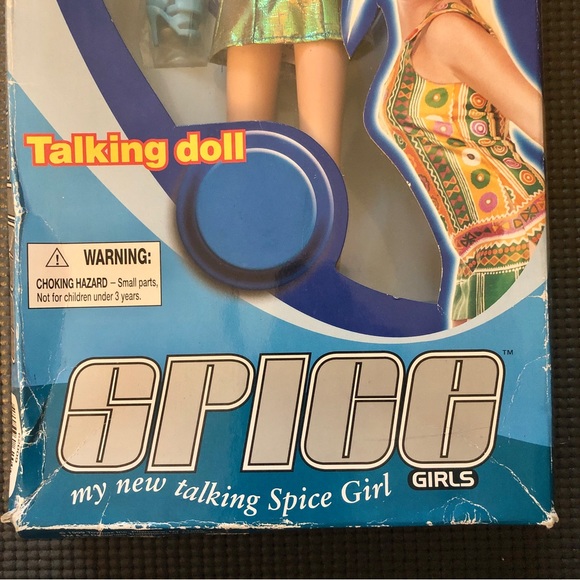 Talking doll
WARNING:
CHOKING HAZARD – Small parts,
Not for children under 3 years.
SPICE™
GIRLS
my new talking Spice Girl